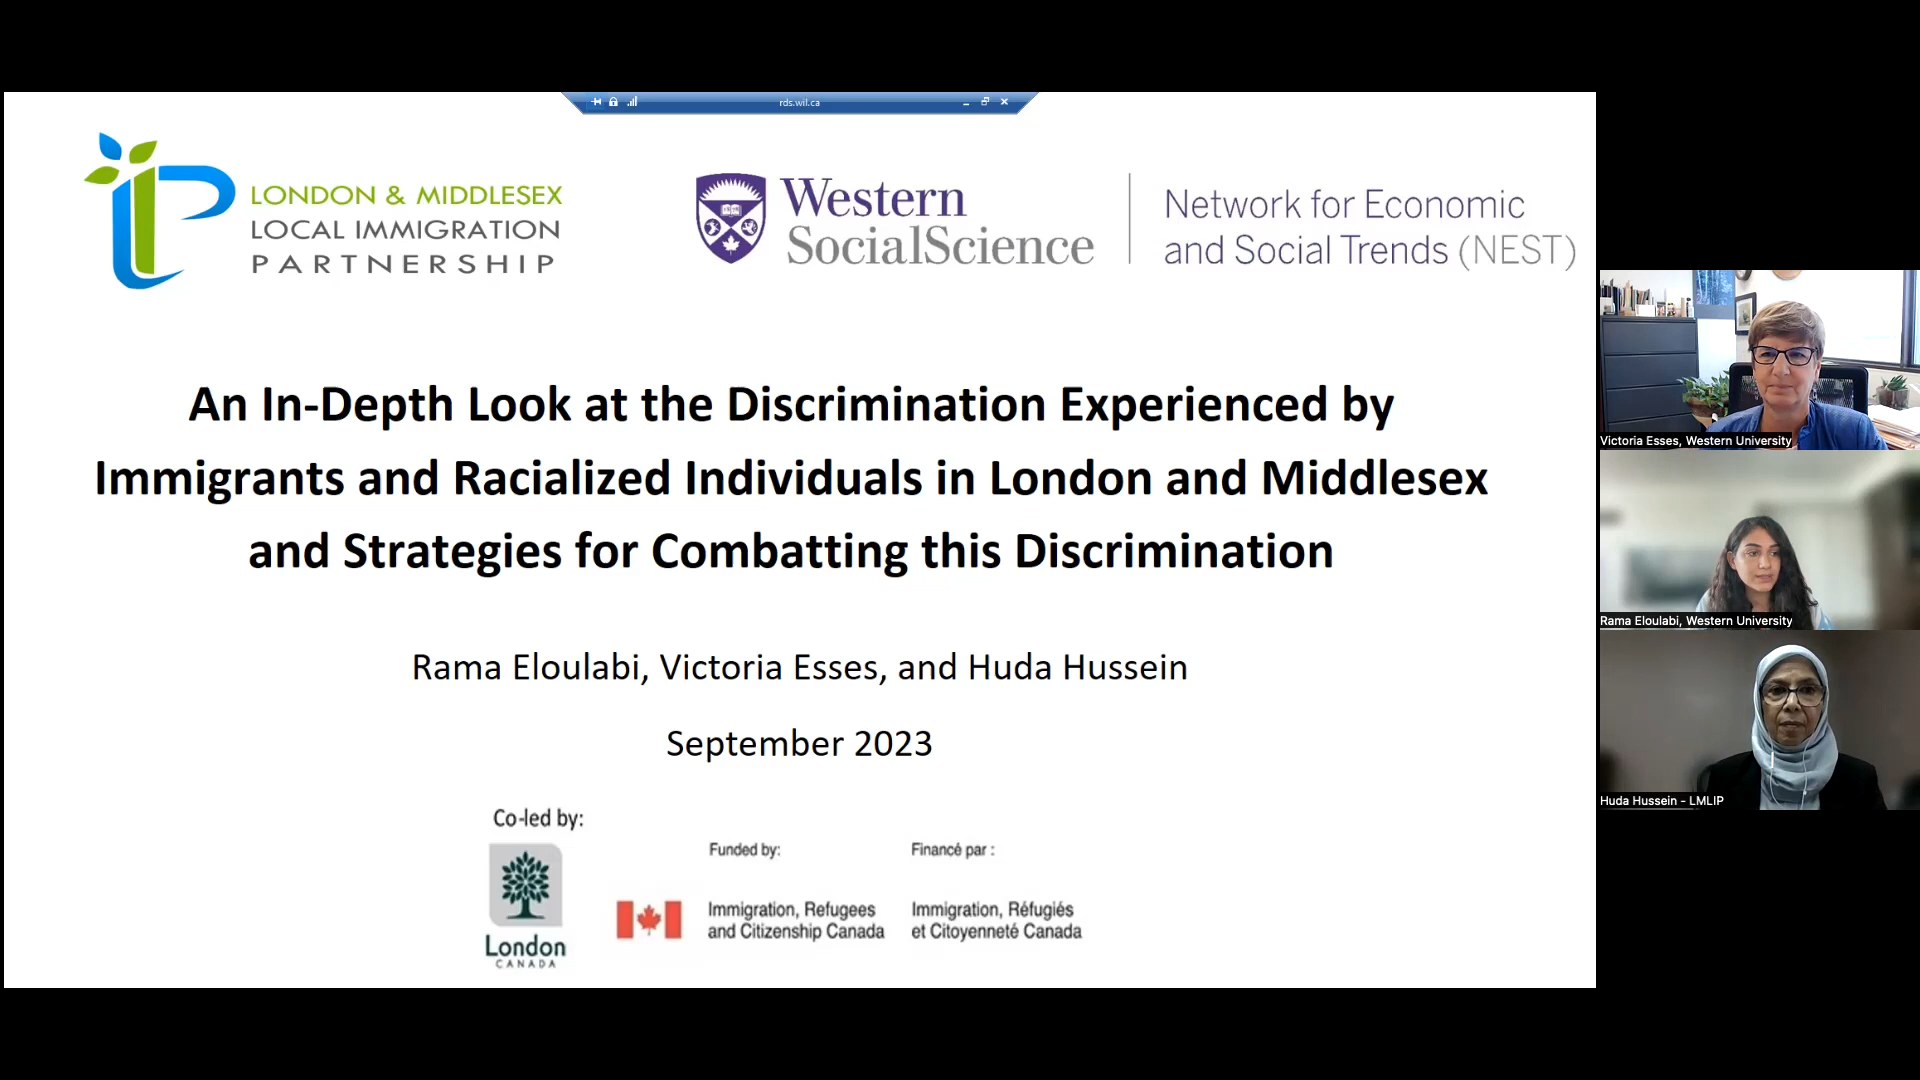 rds.wil.ca
LONDON & MIDDLESEX
LOCAL IMMIGRATION
PARTNERSHIP
Western
SocialScience
Network for Economic
and Social Trends (NEST)
An In-Depth Look at the Discrimination Experienced by
Immigrants and Racialized Individuals in London and Middlesex
and Strategies for Combatting this Discrimination
Rama Eloulabi, Victoria Esses, and Huda Hussein
September 2023
Co-led by:
London
CANADA
Funded by:
Immigration, Refugees
and Citizenship Canada
Financé par :
Immigration, Réfugiés
et Citoyenneté Canada
Victoria Esses, Western University
Rama Eloulabi, Western University
Huda Hussein - LMLIP